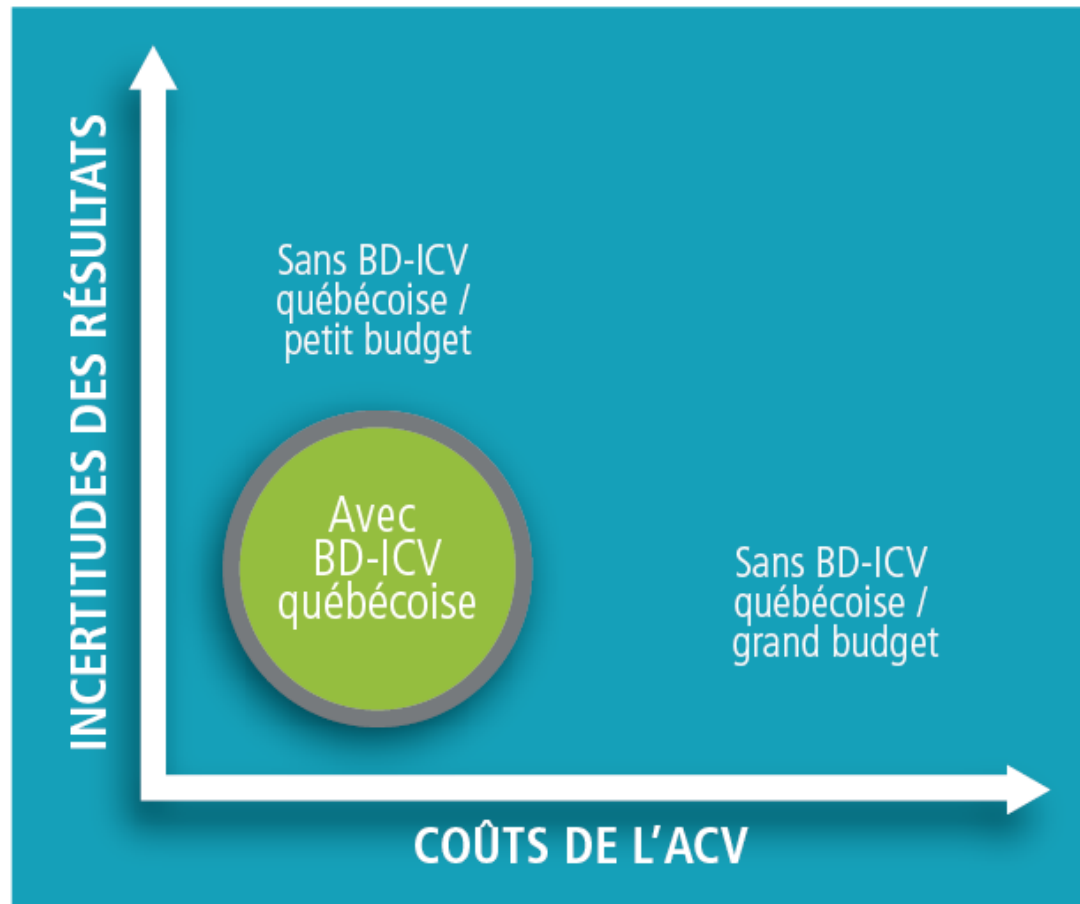 INCERTITUDES DES RÉSULTATS
Sans BD-ICV
québécoise /
petit budget
Avec
BD-ICV
québécoise
Sans BD-ICV
québécoise /
grand budget
COÛTS DE L’ACV